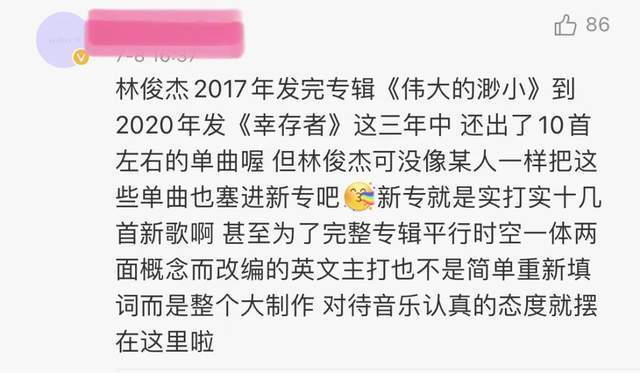 86
7-8 10:37
林俊杰2017年发完专辑《伟大的渺小》到
2020年发《幸存者》这三年中 还出了10首
左右的单曲喔 但林俊杰可没像某人一样把这
些单曲也塞进新专吧 新专就是实打实十几
首新歌啊 甚至为了完整专辑平行时空一体两
面概念而改编的英文主打也不是简单重新填
词而是整个大制作 对待音乐认真的态度就摆
在这里啦